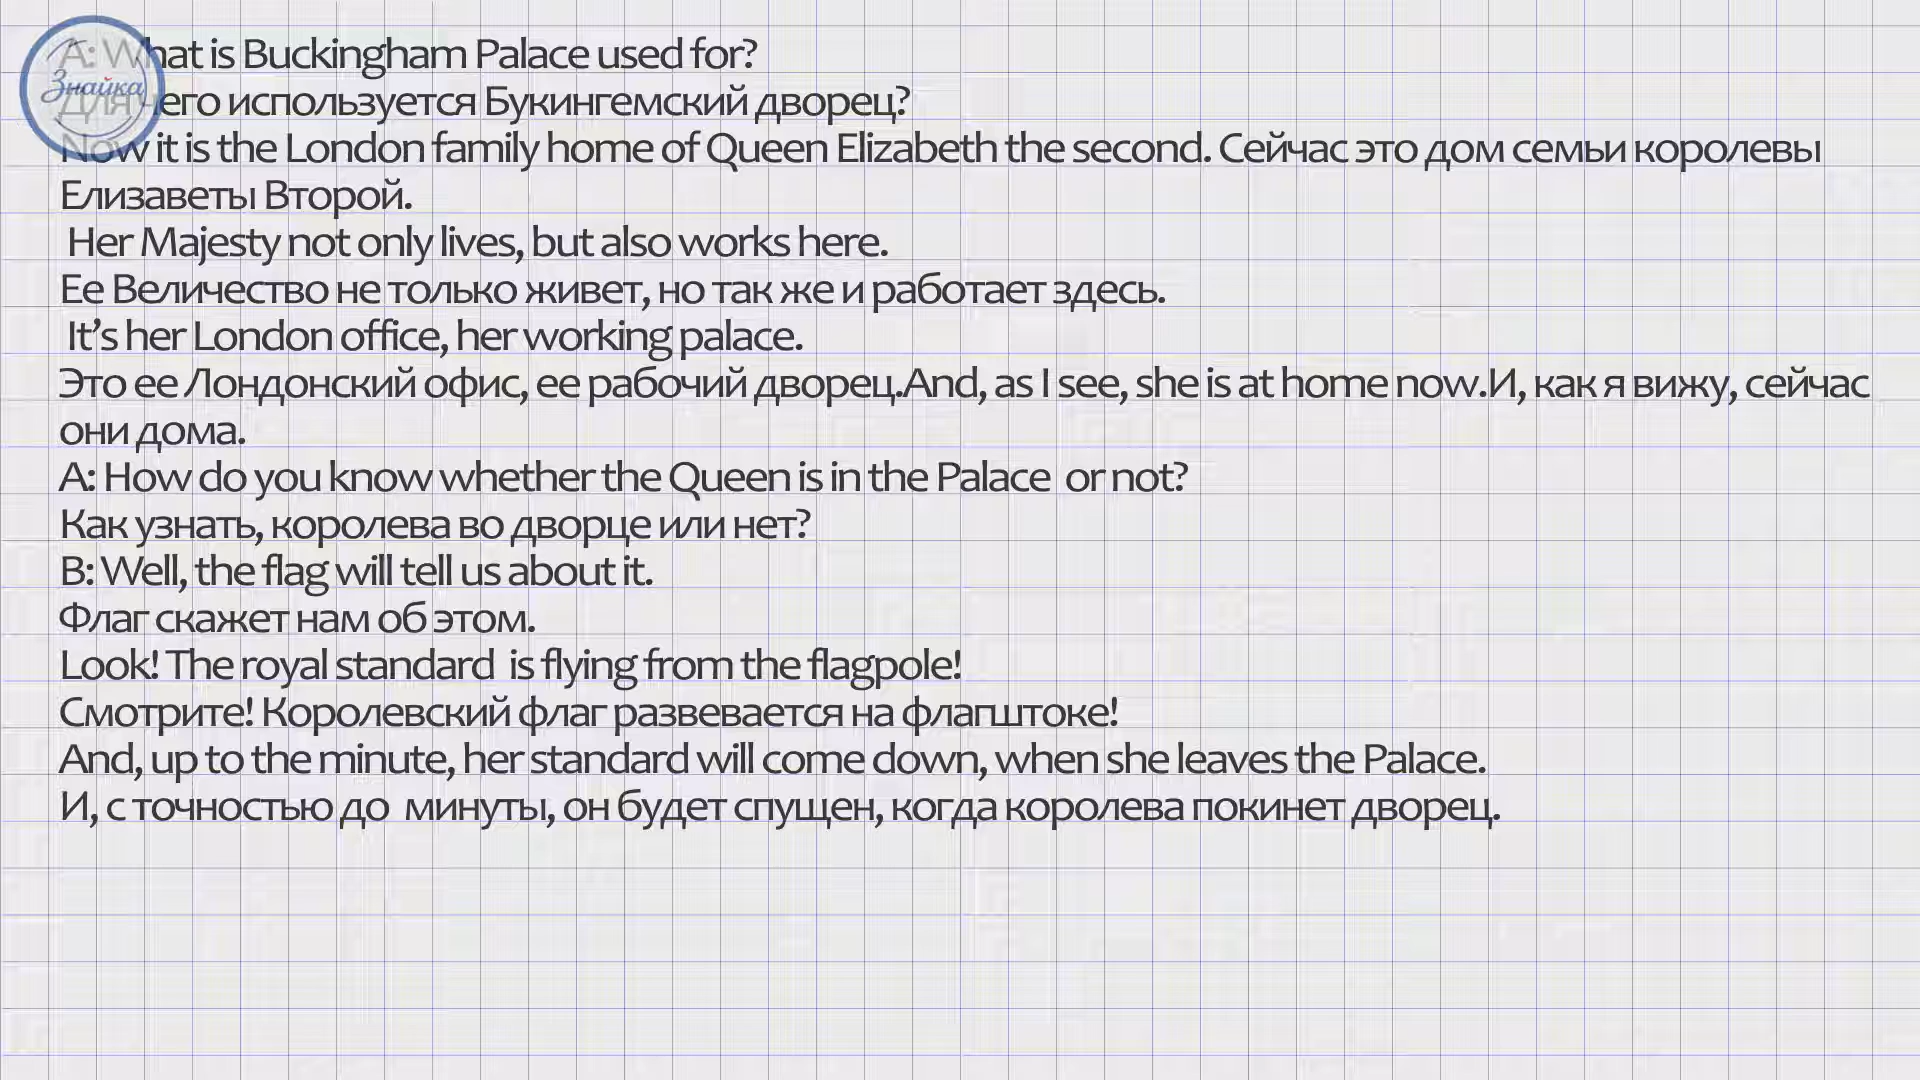 A: What is Buckingham Palace used for?
Знайка
Для чего используется Букингемский дворец?
Now it is the London family home of Queen Elizabeth the second. Сейчас это дом семьи королевы
Елизаветы Второй.
Her Majesty not only lives, but also works here.
Ее Величество не только живет, но так же и работает здесь.
It’s her London office, her working palace.
Это ее Лондонский офис, ее рабочий дворец.And, as I see, she is at home now.И, как я вижу, сейчас
они дома.
A: How do you know whether the Queen is in the Palace or not?
Как узнать, королева во дворце или нет?
B: Well, the flag will tell us about it.
Флаг скажет нам об этом.
Look! The royal standard is flying from the flagpole!
Смотрите! Королевский флаг развевается на флагштоке!
And, up to the minute, her standard will come down, when she leaves the Palace.
И, с точностью до минуты, он будет спущен, когда королева покинет дворец.